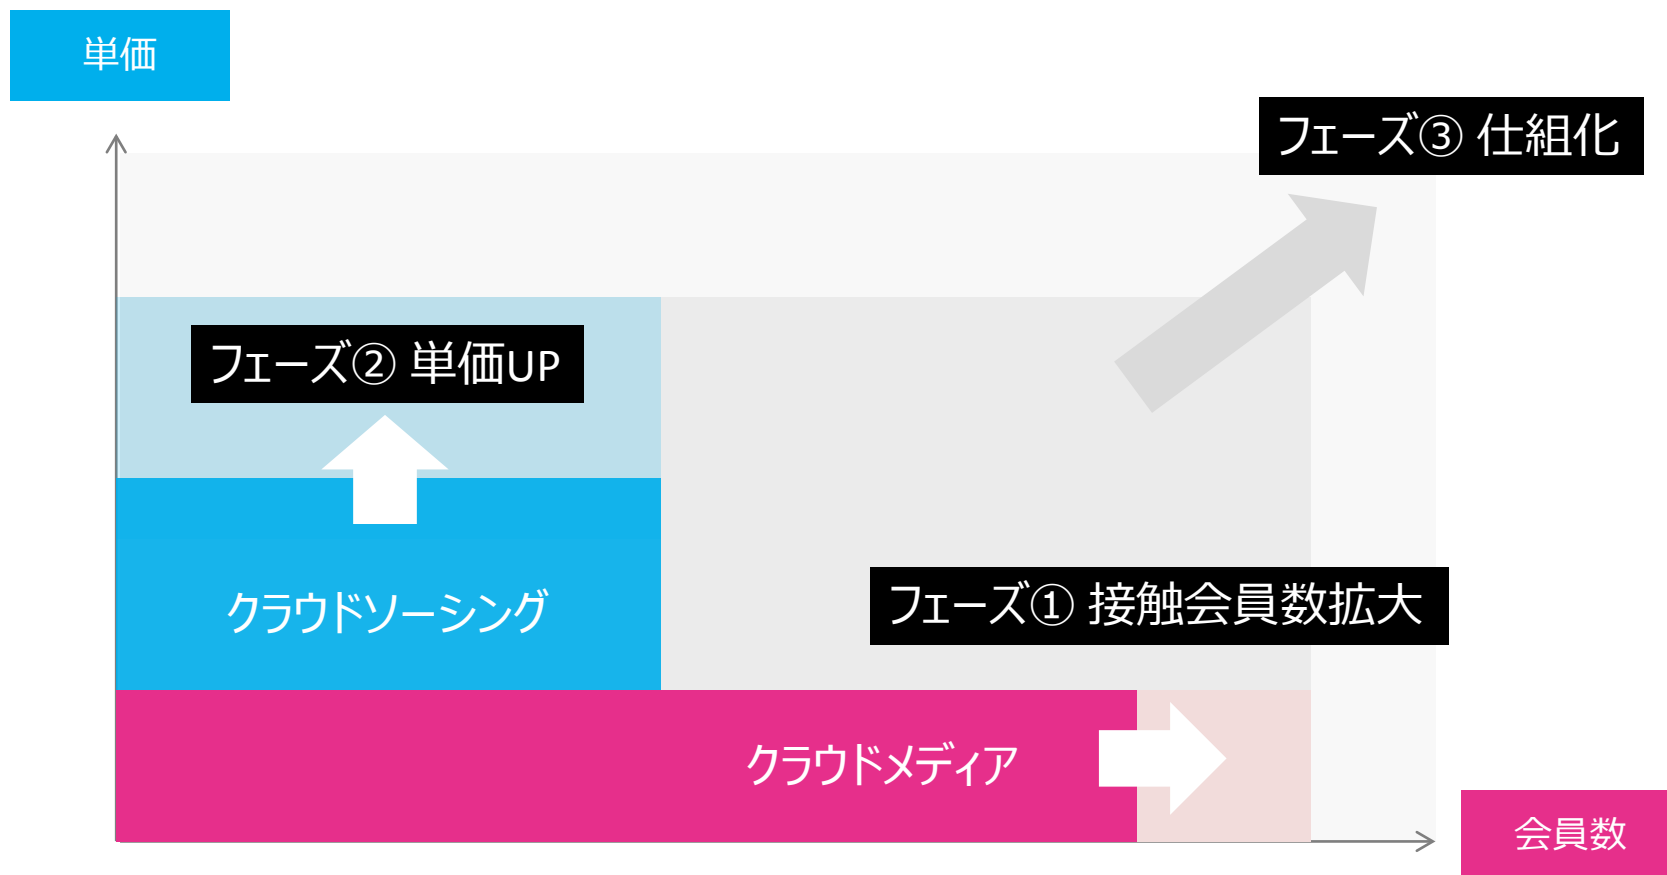 単価
フェーズ③ 仕組化
フェーズ② 単価UP
クラウドソーシング
フェーズ① 接触会員数拡大
クラウドメディア
会員数